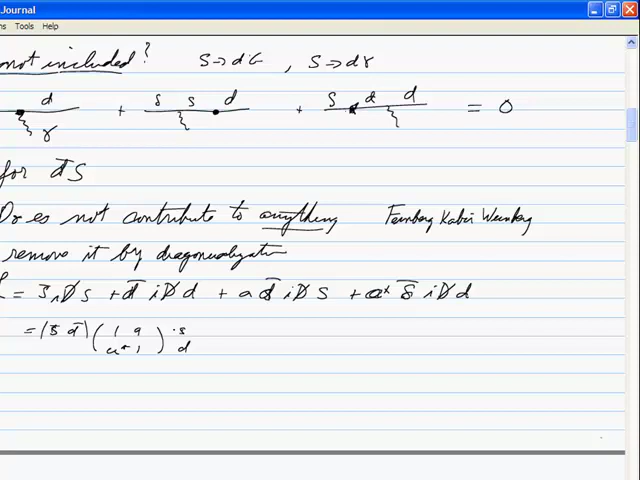 Journal
ns Tools Help
not included? S → dG , S → dγ
d + s s d + s d d = 0
γ
for d̄S
Does not contribute to anything Feinberg Kabir Weinberg
remove it by diagonalization
L = s̄ i D̸ s + d̄ i D̸ d + a d̄ i D̸ s + a* s̄ i D̸ d
= (s̄ d̄) ( 1 a s
a* 1 ) d